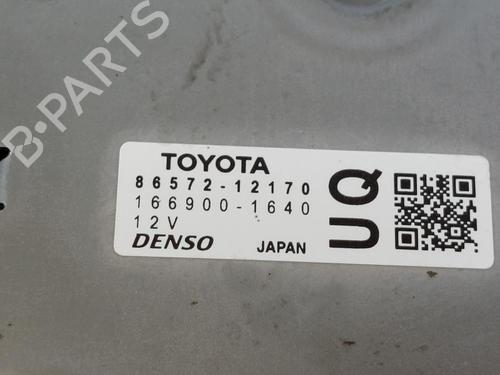 B-PARTS
TOYOTA
86572-12170
166900-1640
12V
DENSO JAPAN
UQ